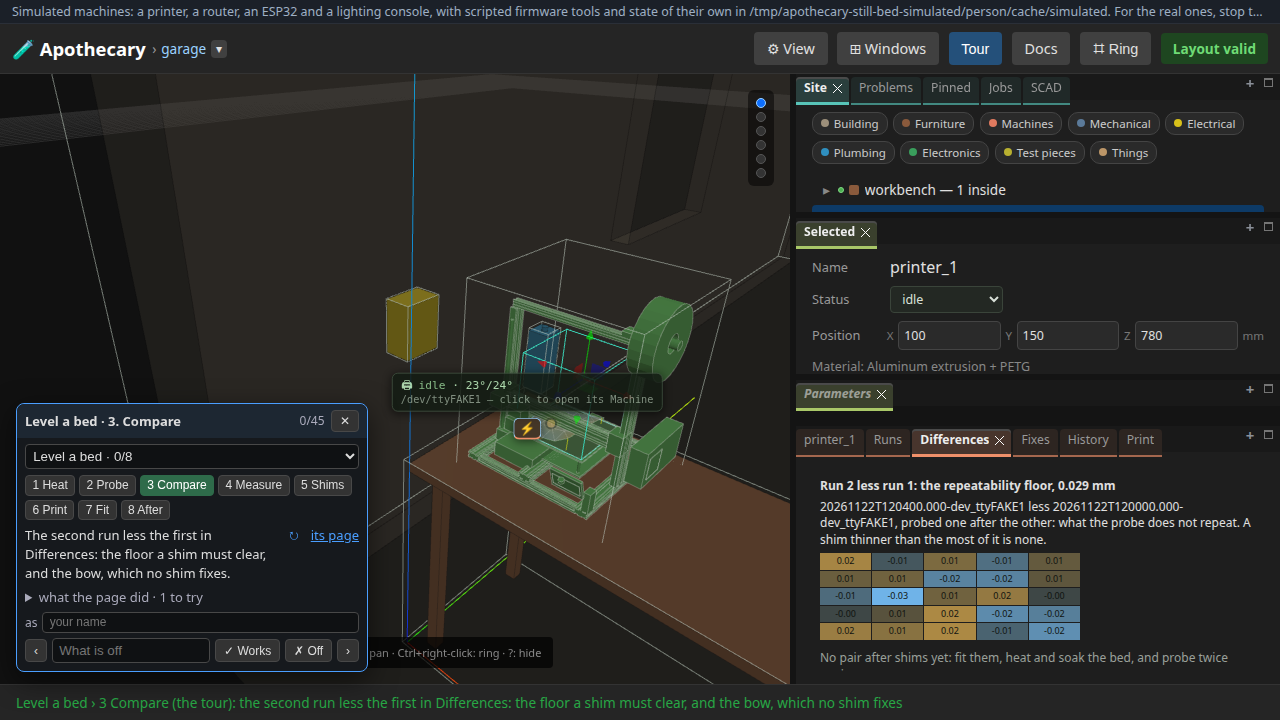 Simulated machines: a printer, a router, an ESP32 and a lighting console, with scripted firmware tools and state of their own in /tmp/apothecary-still-bed-simulated/person/cache/simulated. For the real ones, stop t...
Apothecary › garage ▾
⚙ View
⊞ Windows
Tour
Docs
⌗ Ring
Layout valid
Site Problems Pinned Jobs SCAD
Building Furniture Machines Mechanical Electrical
Plumbing Electronics Test pieces Things
▸ workbench — 1 inside
Selected
Name printer_1
Status idle
Position X 100 Y 150 Z 780 mm
Material: Aluminum extrusion + PETG
Parameters
printer_1 Runs Differences Fixes History Print
Run 2 less run 1: the repeatability floor, 0.029 mm
20261122T120400.000-dev_ttyFAKE1 less 20261122T120000.000-
dev_ttyFAKE1, probed one after the other: what the probe does not repeat. A
shim thinner than the most of it is none.
0.02 -0.01 0.01 -0.01 0.01
0.01 0.01 -0.02 -0.02 0.01
-0.01 -0.03 0.01 0.02 -0.00
-0.00 0.01 0.02 -0.02 -0.02
0.02 0.01 0.02 -0.01 -0.02
No pair after shims yet: fit them, heat and soak the bed, and probe twice
idle · 23°/24°
/dev/ttyFAKE1 — click to open its Machine
Level a bed · 3. Compare 0/45 ✕
Level a bed · 0/8
1 Heat 2 Probe 3 Compare 4 Measure 5 Shims
6 Print 7 Fit 8 After
The second run less the first in
Differences: the floor a shim must clear,
and the bow, which no shim fixes.
↻ its page
▸ what the page did · 1 to try
as your name
‹ What is off ✓ Works ✗ Off ›
pan · Ctrl+right-click: ring · ?: hide
Level a bed › 3 Compare (the tour): the second run less the first in Differences: the floor a shim must clear, and the bow, which no shim fixes